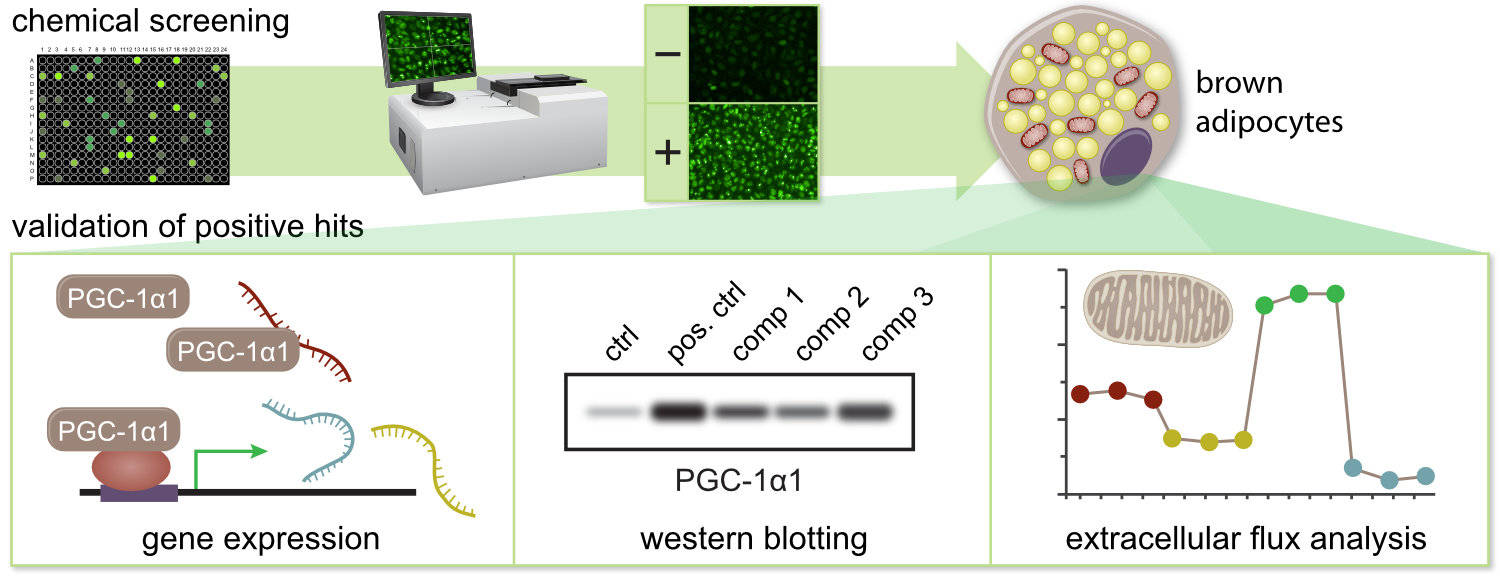 chemical screening
1 2 3 4 5 6 7 8 9 10 11 12 13 14 15 16 17 18 19 20 21 22 23 24
A
B
C
D
E
F
G
H
I
J
K
L
M
N
O
P
−
+
brown
adipocytes
validation of positive hits
PGC-1α1
PGC-1α1
PGC-1α1
gene expression
ctrl
pos. ctrl
comp 1
comp 2
comp 3
PGC-1α1
western blotting
extracellular flux analysis